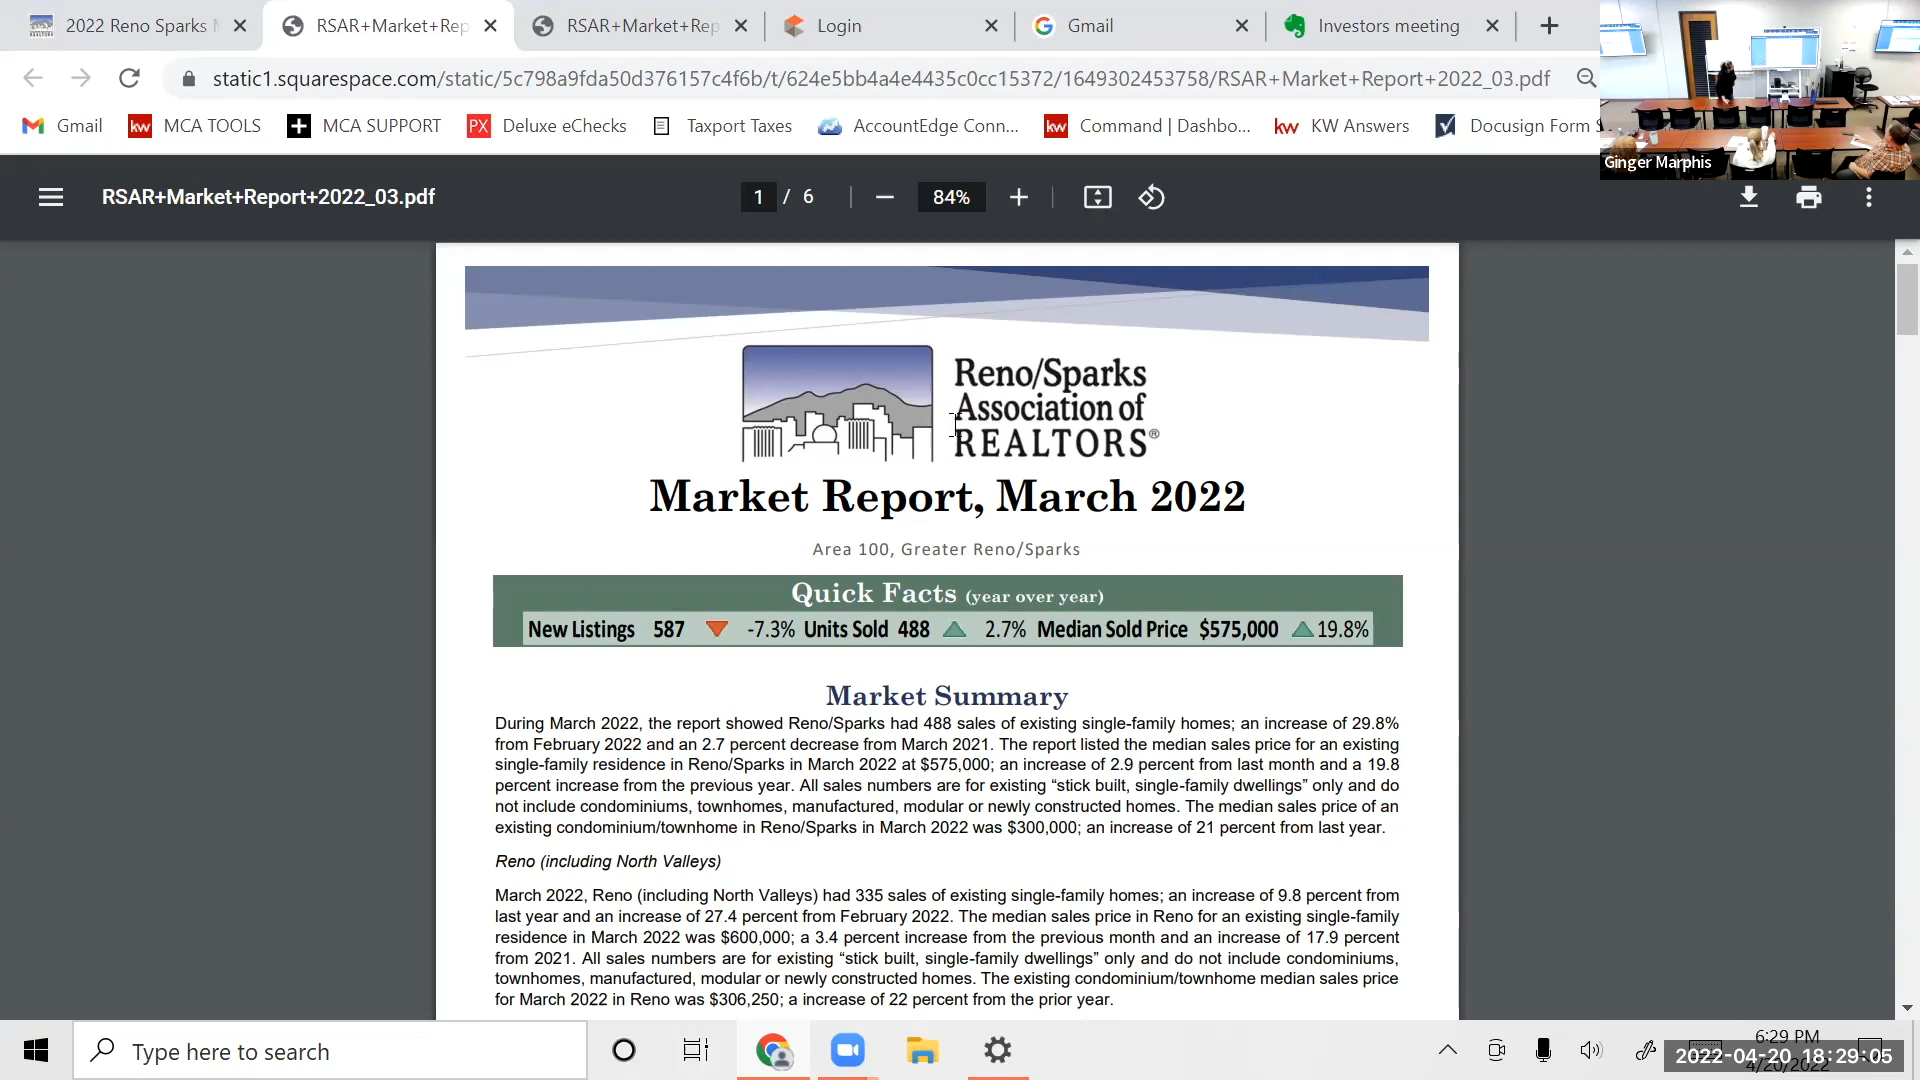 2022 Reno Sparks
RSAR+Market+Rep
RSAR+Market+Rep
Login
Gmail
Investors meeting
static1.squarespace.com/static/5c798a9fda50d376157c4f6b/t/624e5bb4a4e4435c0cc15372/1649302453758/RSAR+Market+Report+2022_03.pdf
Gmail
kw MCA TOOLS
MCA SUPPORT
PX Deluxe eChecks
Taxport Taxes
AccountEdge Conn...
kw Command | Dashbo...
kw KW Answers
Docusign Form
Ginger Marphis
RSAR+Market+Report+2022_03.pdf
1 / 6
84%
Reno/Sparks
Association of
REALTORS®
Market Report, March 2022
Area 100, Greater Reno/Sparks
Quick Facts (year over year)
New Listings 587 -7.3% Units Sold 488 2.7% Median Sold Price $575,000 19.8%
Market Summary
During March 2022, the report showed Reno/Sparks had 488 sales of existing single-family homes; an increase of 29.8%
from February 2022 and an 2.7 percent decrease from March 2021. The report listed the median sales price for an existing
single-family residence in Reno/Sparks in March 2022 at $575,000; an increase of 2.9 percent from last month and a 19.8
percent increase from the previous year. All sales numbers are for existing “stick built, single-family dwellings” only and do
not include condominiums, townhomes, manufactured, modular or newly constructed homes. The median sales price of an
existing condominium/townhome in Reno/Sparks in March 2022 was $300,000; an increase of 21 percent from last year.
Reno (including North Valleys)
March 2022, Reno (including North Valleys) had 335 sales of existing single-family homes; an increase of 9.8 percent from
last year and an increase of 27.4 percent from February 2022. The median sales price in Reno for an existing single-family
residence in March 2022 was $600,000; a 3.4 percent increase from the previous month and an increase of 17.9 percent
from 2021. All sales numbers are for existing “stick built, single-family dwellings” only and do not include condominiums,
townhomes, manufactured, modular or newly constructed homes. The existing condominium/townhome median sales price
for March 2022 in Reno was $306,250; a increase of 22 percent from the prior year.
Type here to search
6:29 PM
2022-04-20 18:29:05
4/20/2022